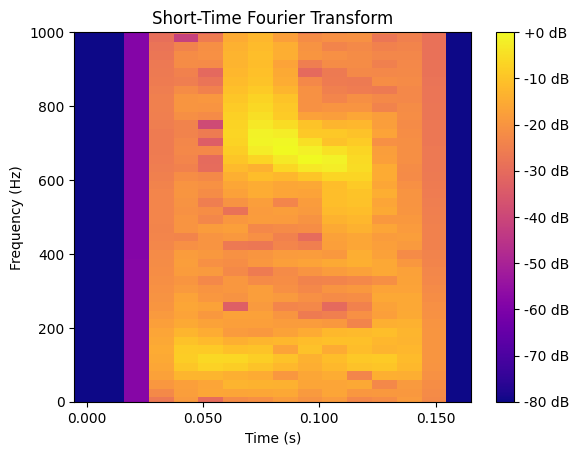 Short-Time Fourier Transform
Frequency (Hz)
1000
800
600
400
200
0
0.000
0.050
0.100
0.150
Time (s)
+0 dB
-10 dB
-20 dB
-30 dB
-40 dB
-50 dB
-60 dB
-70 dB
-80 dB